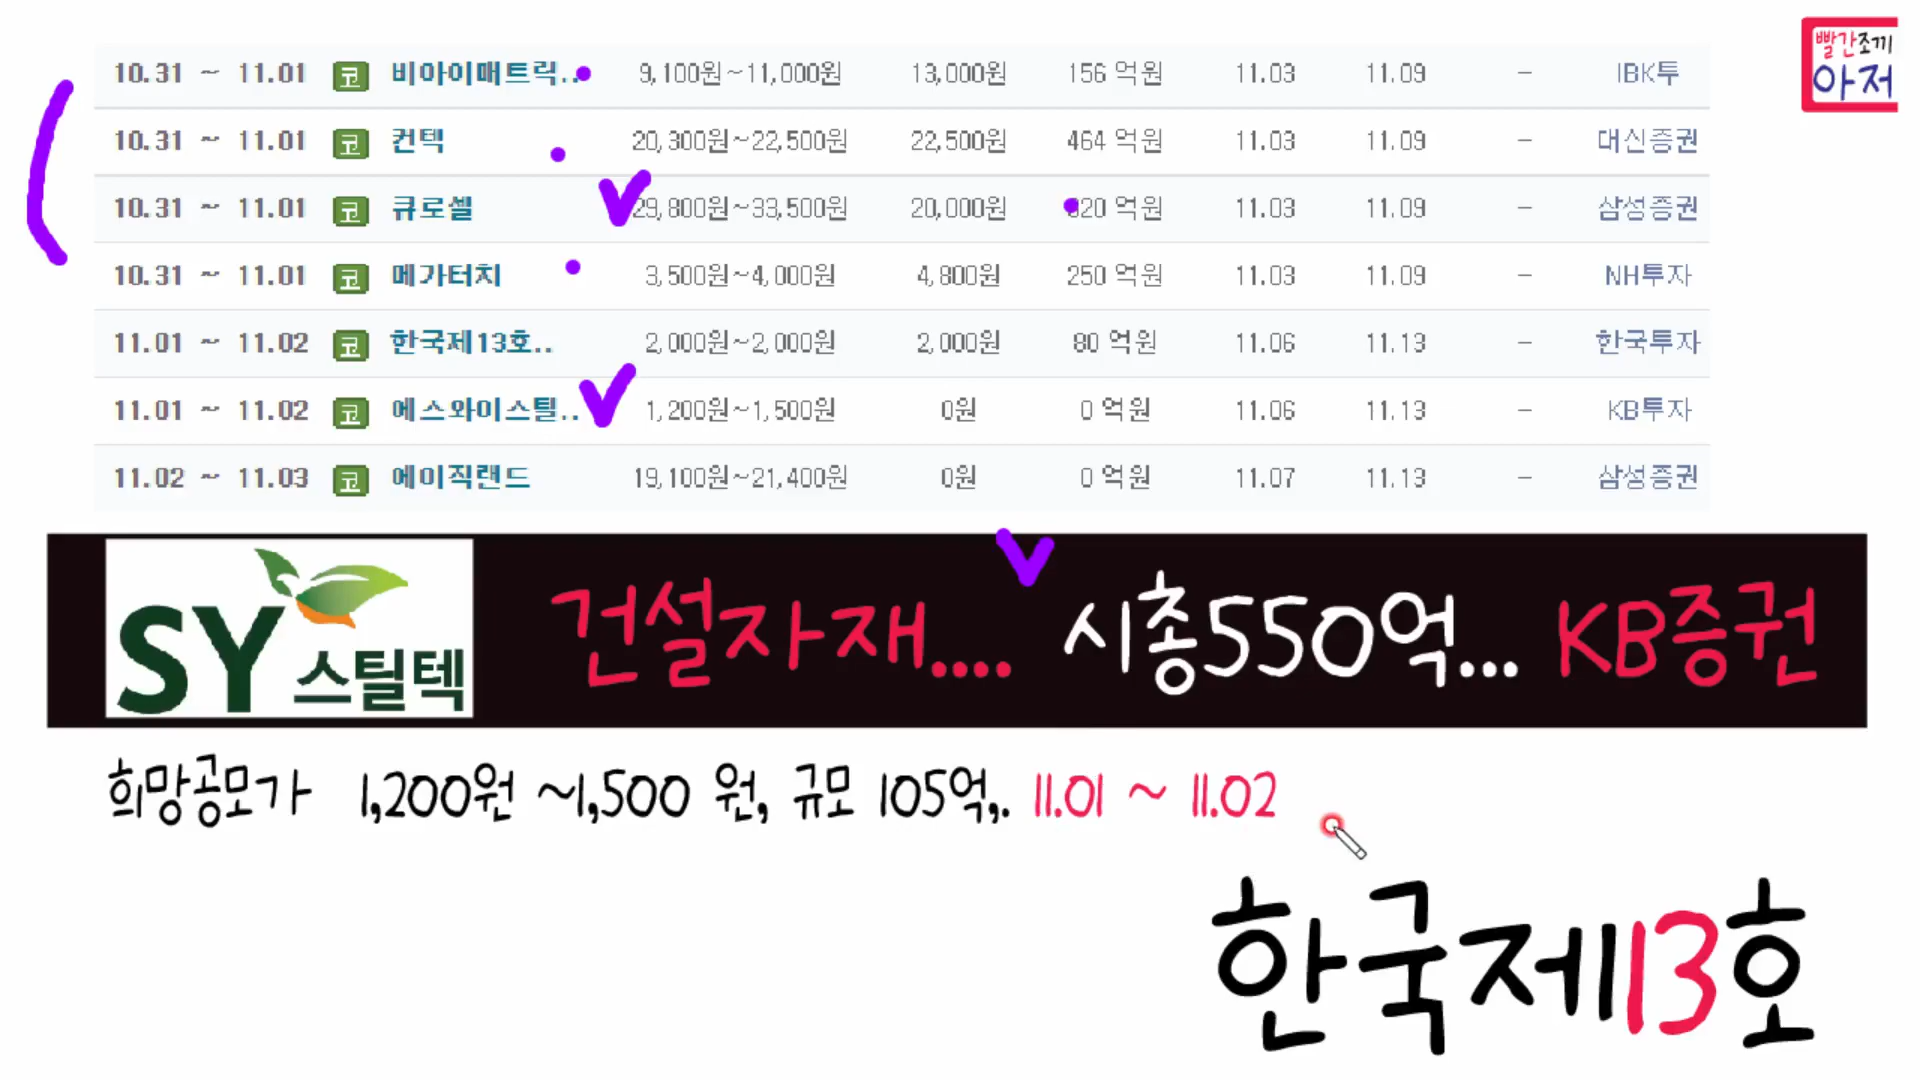 빨간조끼
아저
10.31 ~ 11.01 코 비아이매트릭.. 9,100원~11,000원 13,000원 156 억원 11.03 11.09 - IBK투
10.31 ~ 11.01 코 컨텍 20,300원~22,500원 22,500원 464 억원 11.03 11.09 - 대신증권
10.31 ~ 11.01 코 큐로셀 29,800원~33,500원 20,000원 320 억원 11.03 11.09 - 삼성증권
10.31 ~ 11.01 코 메가터치 3,500원~4,000원 4,800원 250 억원 11.03 11.09 - NH투자
11.01 ~ 11.02 코 한국제13호.. 2,000원~2,000원 2,000원 80 억원 11.06 11.13 - 한국투자
11.01 ~ 11.02 코 에스와이스틸.. 1,200원~1,500원 0원 0 억원 11.06 11.13 - KB투자
11.02 ~ 11.03 코 에이직랜드 19,100원~21,400원 0원 0 억원 11.07 11.13 - 삼성증권
SY 스틸텍 건설자재.... 시총550억... KB증권
희망공모가 1,200원 ~1,500 원, 규모 105억,. 11.01 ~ 11.02
한국제13호